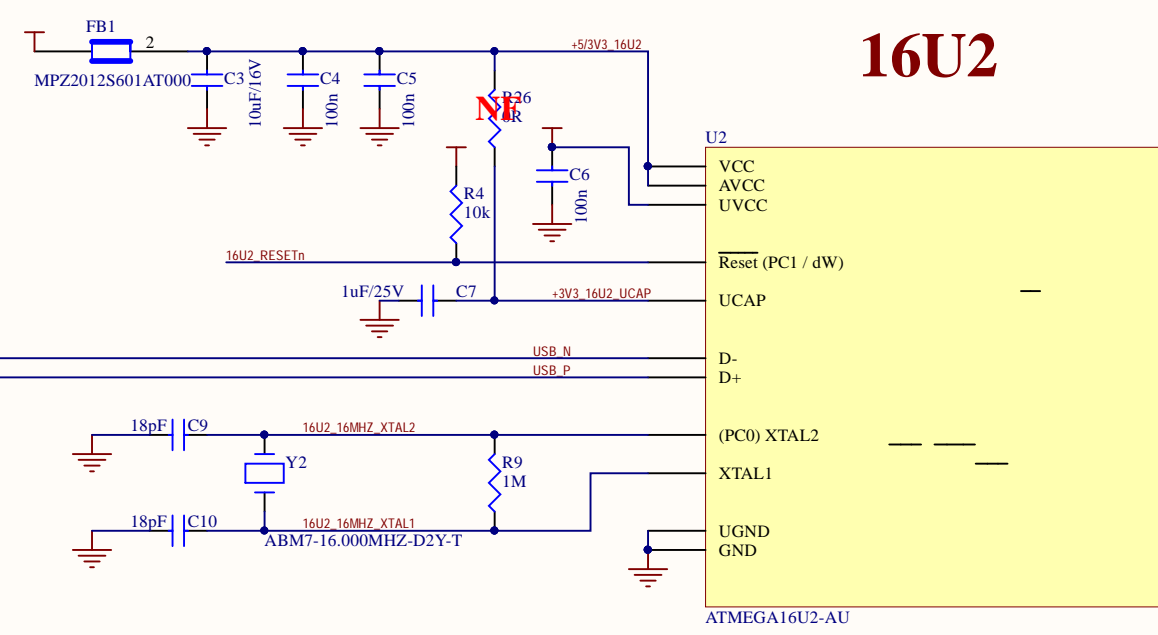 FB1
2
MPZ2012S601AT000
C3
10uF/16V
C4
100n
C5
100n
+5/3V3_16U2
16U2
R26
0R
NF
C6
100n
R4
10k
16U2_RESETn
1uF/25V
C7
+3V3_16U2_UCAP
USB_N
USB_P
18pF
C9
16U2_16MHZ_XTAL2
Y2
R9
1M
18pF
C10
16U2_16MHZ_XTAL1
ABM7-16.000MHZ-D2Y-T
U2
VCC
AVCC
UVCC
Reset (PC1 / dW)
UCAP
D-
D+
(PC0) XTAL2
XTAL1
UGND
GND
ATMEGA16U2-AU